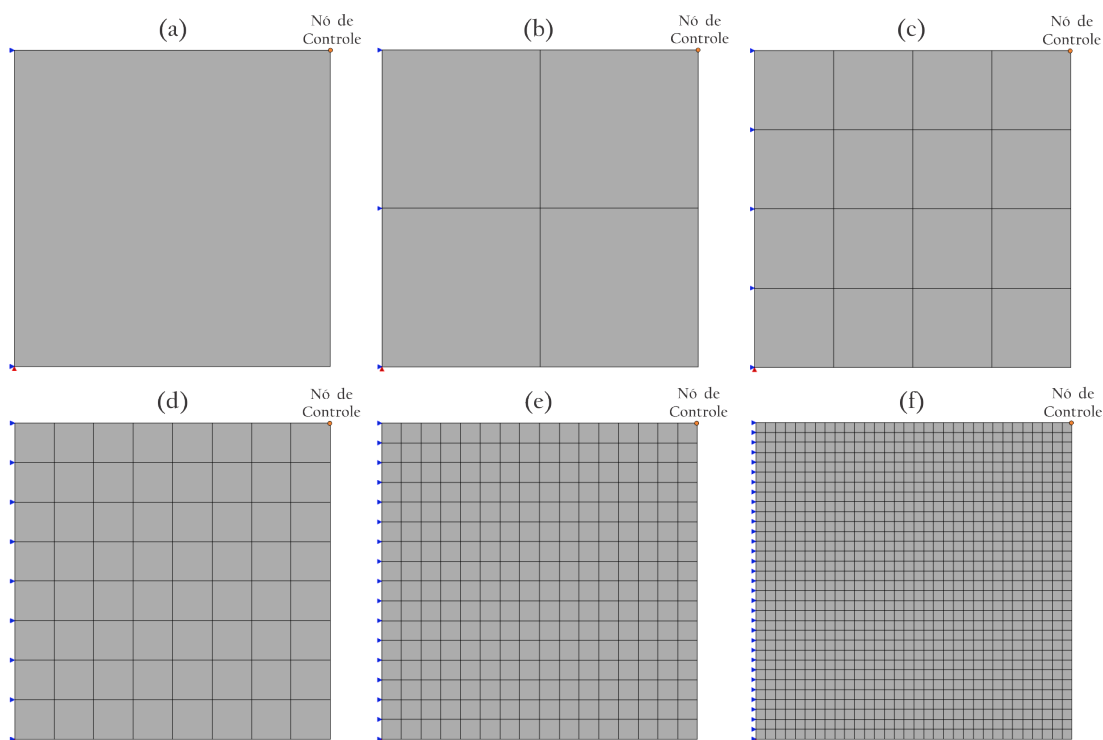 (a)
Nó de
Controle
(b)
Nó de
Controle
(c)
Nó de
Controle
(d)
Nó de
Controle
(e)
Nó de
Controle
(f)
Nó de
Controle